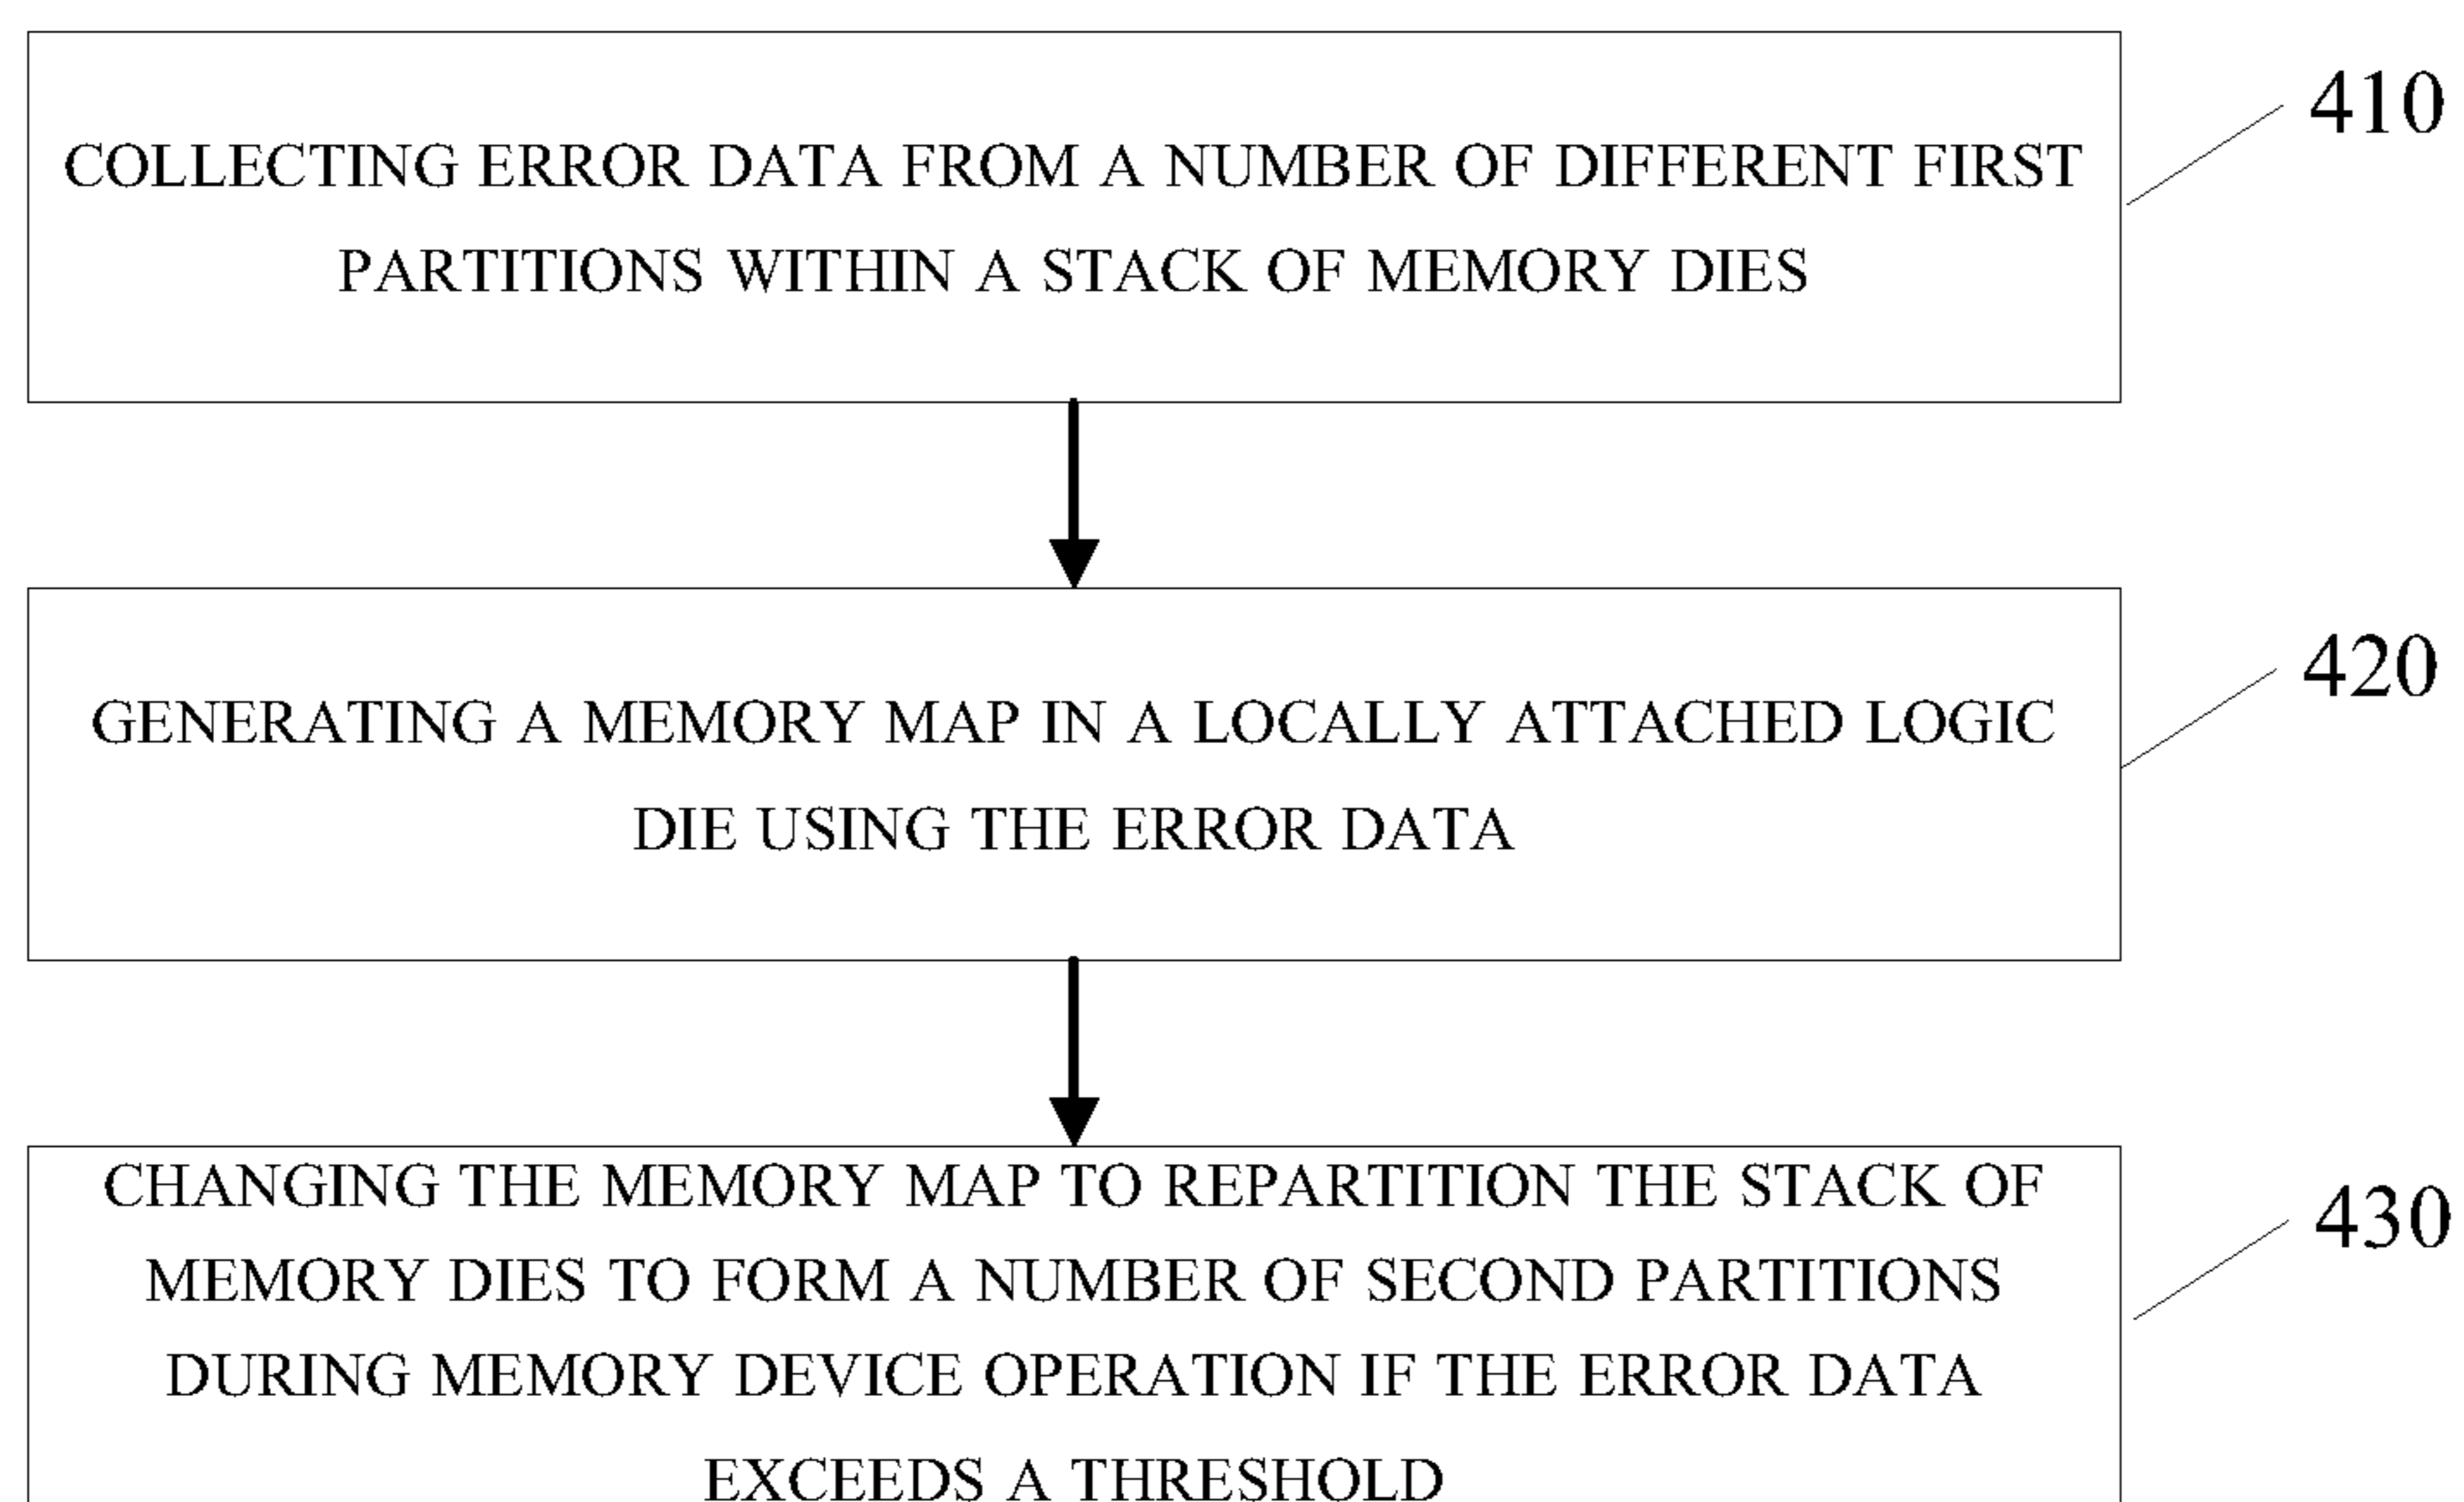 COLLECTING ERROR DATA FROM A NUMBER OF DIFFERENT FIRST
PARTITIONS WITHIN A STACK OF MEMORY DIES
410
GENERATING A MEMORY MAP IN A LOCALLY ATTACHED LOGIC
DIE USING THE ERROR DATA
420
CHANGING THE MEMORY MAP TO REPARTITION THE STACK OF
MEMORY DIES TO FORM A NUMBER OF SECOND PARTITIONS
DURING MEMORY DEVICE OPERATION IF THE ERROR DATA
EXCEEDS A THRESHOLD
430